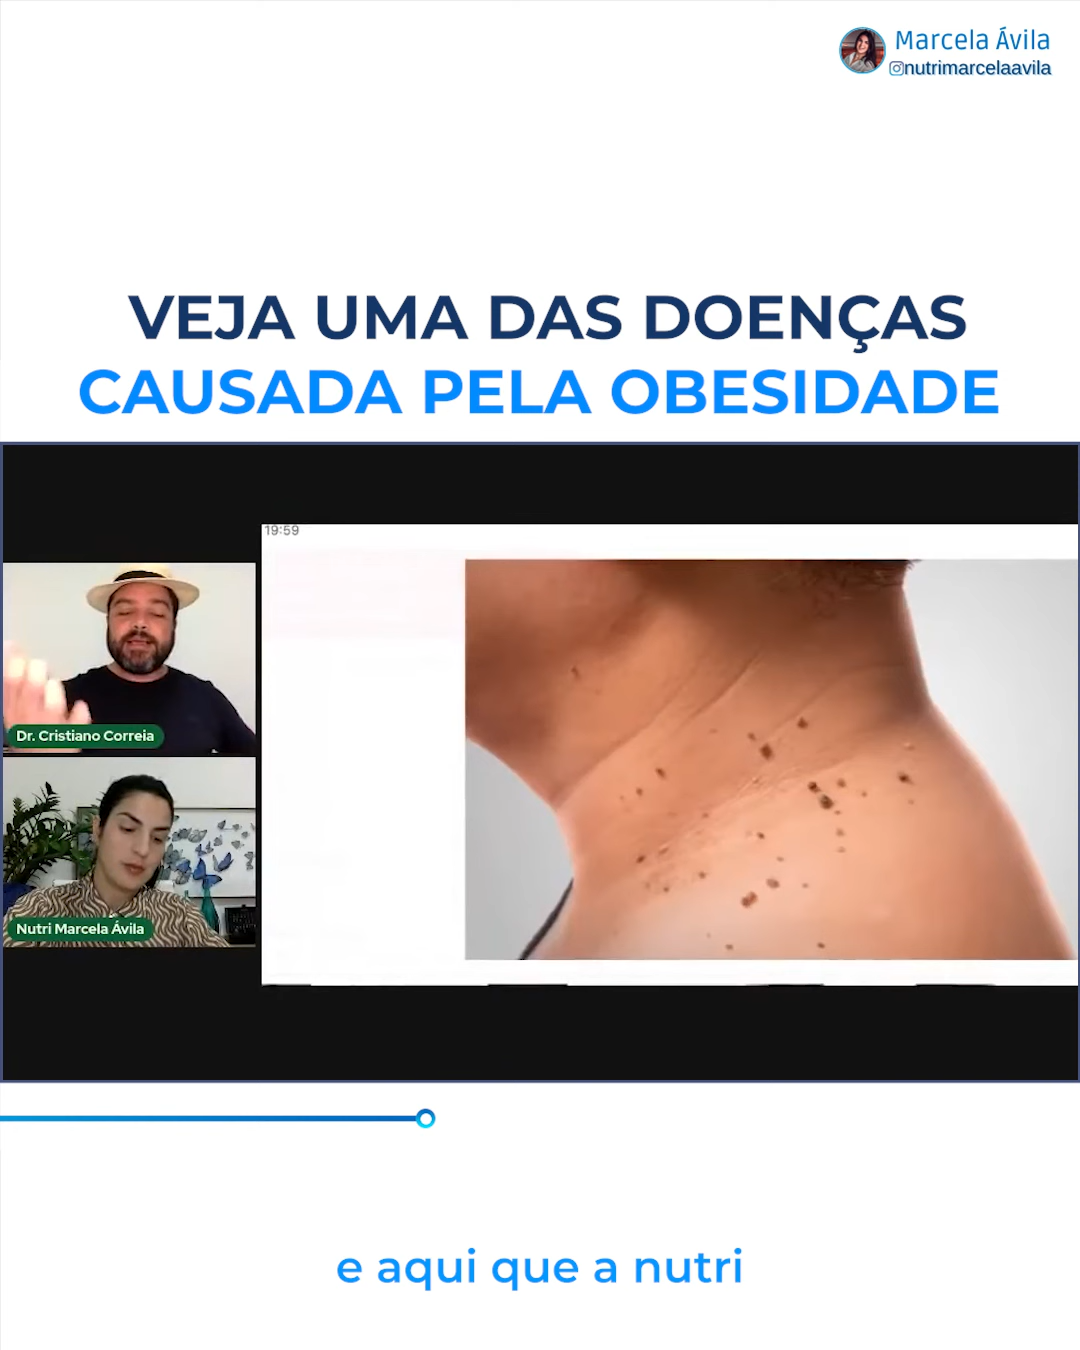 Marcela Ávila
nutrimarcelaavila
VEJA UMA DAS DOENÇAS
CAUSADA PELA OBESIDADE
19:59
Dr. Cristiano Correia
Nutri Marcela Ávila
e aqui que a nutri